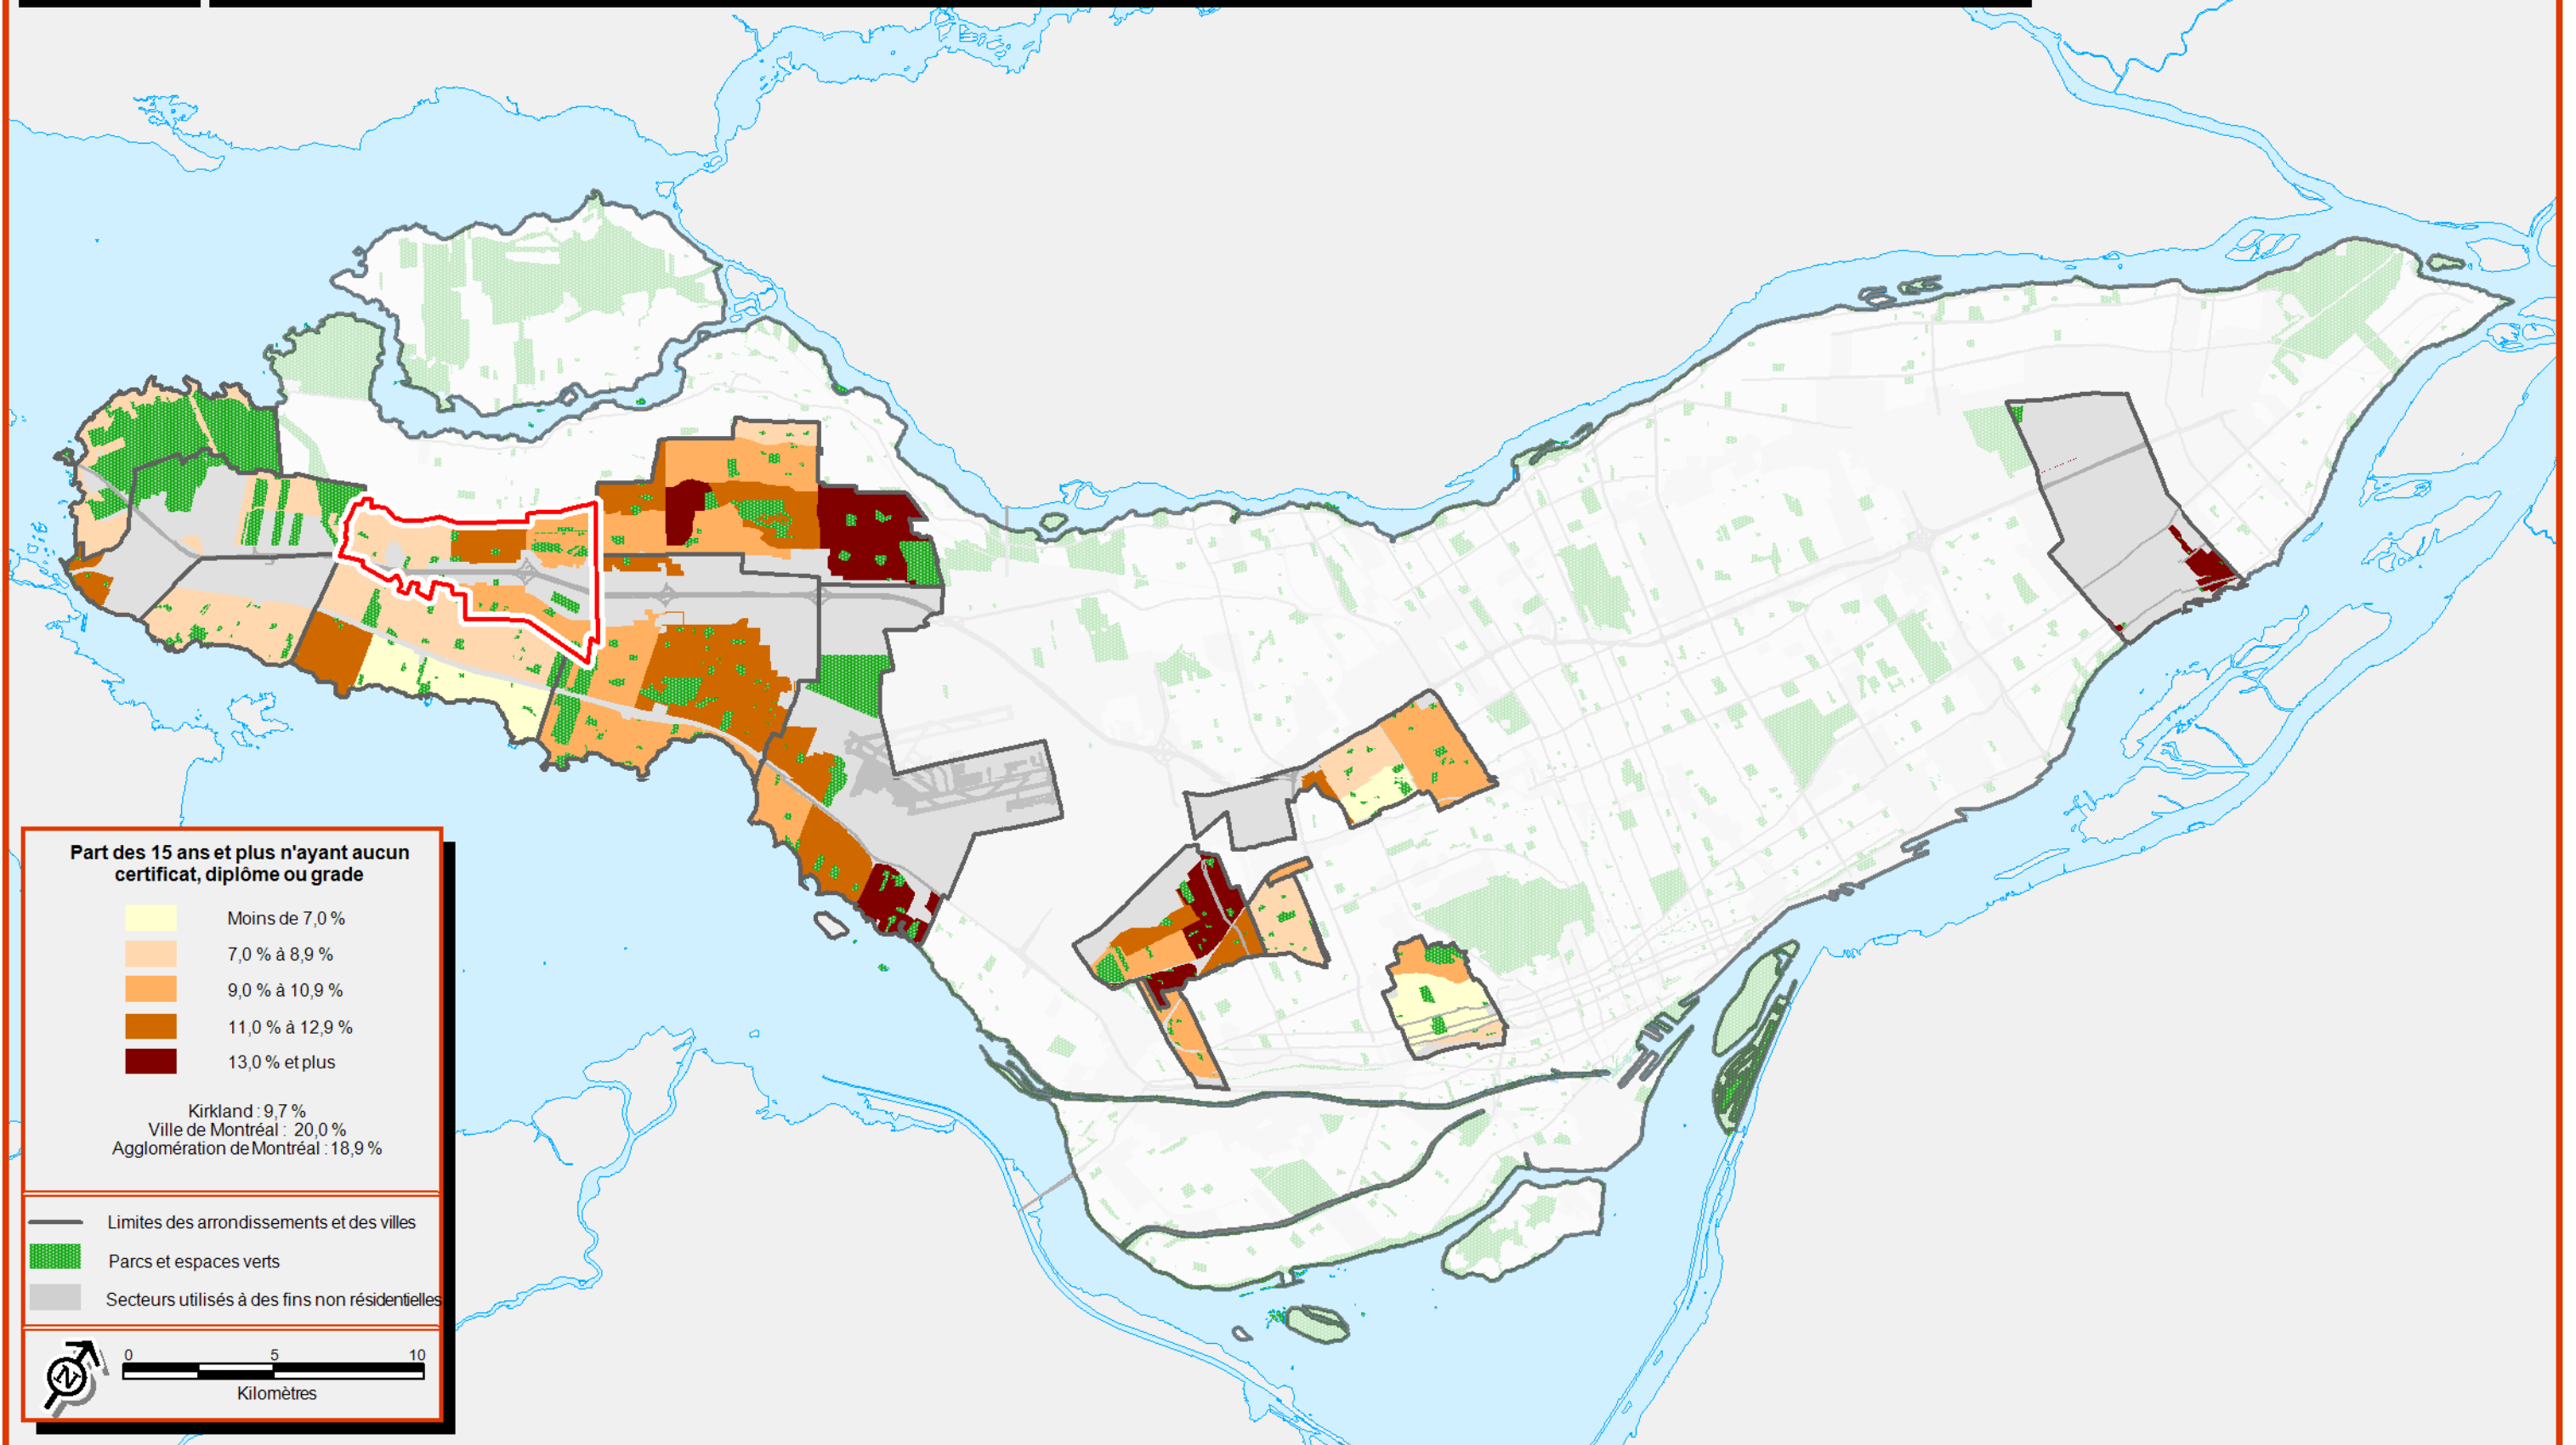 Part des 15 ans et plus n'ayant aucun
certificat, diplôme ou grade
Moins de 7,0 %
7,0 % à 8,9 %
9,0 % à 10,9 %
11,0 % à 12,9 %
13,0 % et plus
Kirkland : 9,7 %
Ville de Montréal : 20,0 %
Agglomération de Montréal : 18,9 %
Limites des arrondissements et des villes
Parcs et espaces verts
Secteurs utilisés à des fins non résidentielles
N
0 5 10
Kilomètres